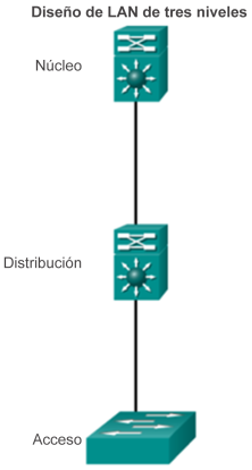 Diseño de LAN de tres niveles
Núcleo
Distribución
Acceso